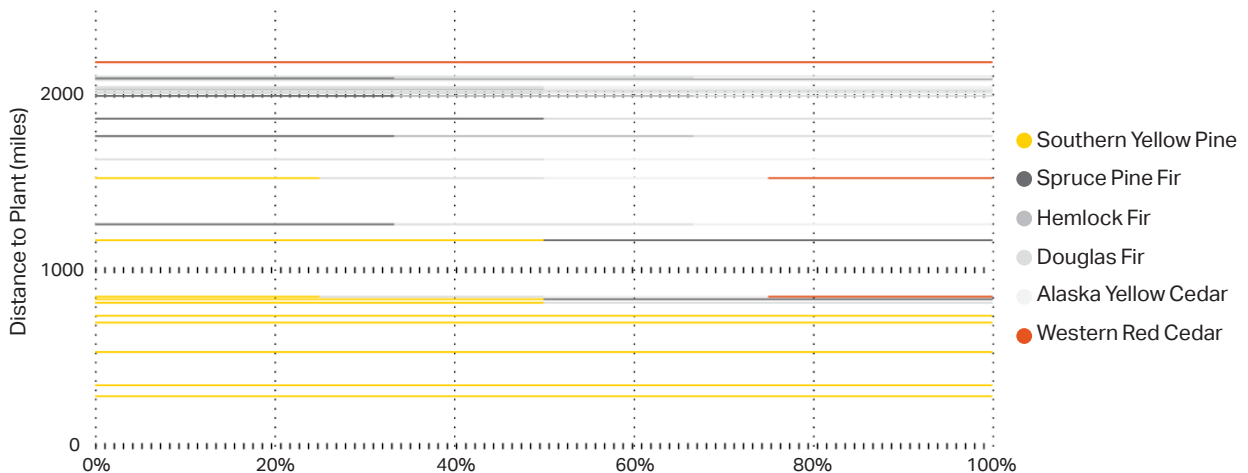 Distance to Plant (miles)
2000
1000
0
0%
20%
40%
60%
80%
100%
Southern Yellow Pine
Spruce Pine Fir
Hemlock Fir
Douglas Fir
Alaska Yellow Cedar
Western Red Cedar